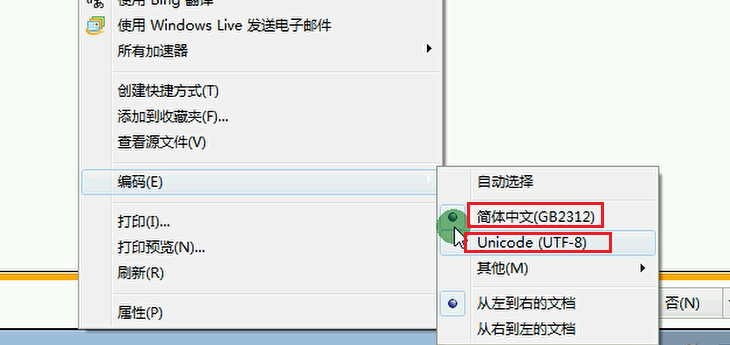 使用 Bing 翻译
使用 Windows Live 发送电子邮件
所有加速器
创建快捷方式(T)
添加到收藏夹(F)...
查看源文件(V)
编码(E)
打印(I)...
打印预览(N)...
刷新(R)
属性(P)
自动选择
简体中文(GB2312)
Unicode (UTF-8)
其他(M)
从左到右的文档
从右到左的文档
否(N)